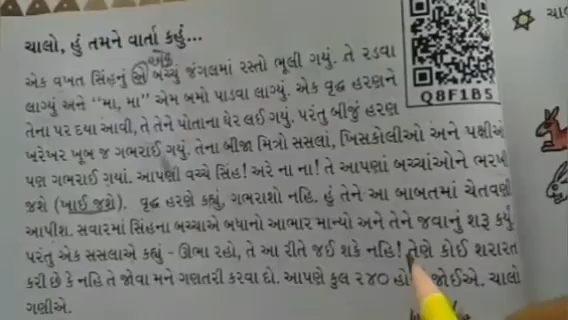 ચાલો, હું તમને વાર્તા કહું...
એક
એક વખત સિંહનું એ બચ્ચું જંગલમાં રસ્તો ભૂલી ગયું. તે રડવા
લાગ્યું અને “મા, મા” એમ બૂમો પાડવા લાગ્યું. એક વૃદ્ધ હરણને
તેના પર દયા આવી, તે તેને પોતાના ઘેર લઈ ગયું. પરંતુ બીજું હરણ
ખરેખર ખૂબ જ ગભરાઈ ગયું. તેના બીજા મિત્રો સસલાં, ખિસકોલીઓ અને પક્ષીઓ
પણ ગભરાઈ ગયાં. આપણી વચ્ચે સિંહ! અરે ના ના! તે આપણાં બચ્ચાંઓને ભરખી
જશે (ખાઈ જશે). વૃદ્ધ હરણે કહ્યું, ગભરાશો નહિ. હું તેને આ બાબતમાં ચેતવણી
આપીશ. સવારમાં સિંહના બચ્ચાએ બધાનો આભાર માન્યો અને તેને જવાનું શરૂ કર્યું.
પરંતુ એક સસલાએ કહ્યું - ઊભા રહો, તે આ રીતે જઈ શકે નહિ! તેણે કોઈ શરારત
કરી છે કે નહિ તે જોવા મને ગણતરી કરવા દો. આપણે કુલ ૨૪૦ હો જોઈએ. ચાલો
ગણીએ.
Q8F1B5
ચાલ